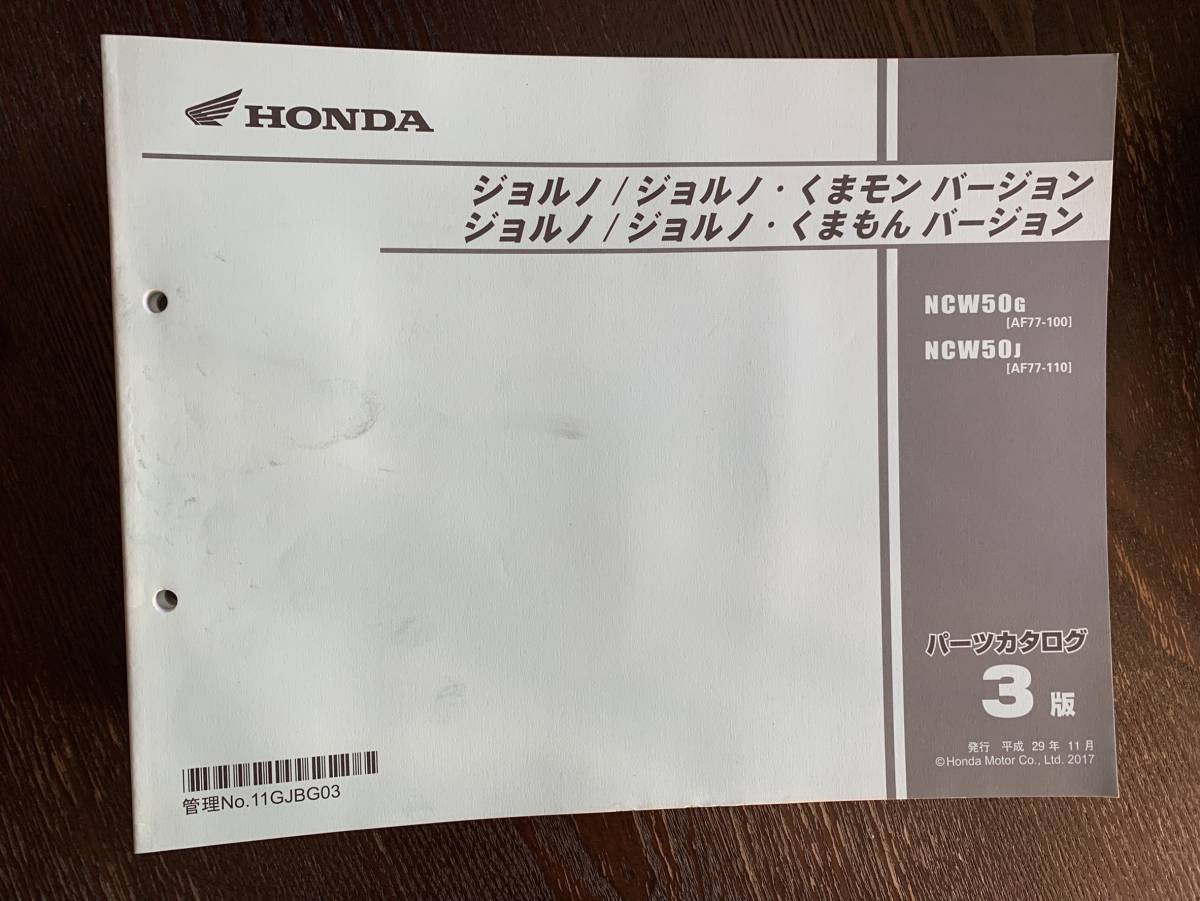 HONDA
ジョルノ / ジョルノ・くまモン バージョン
ジョルノ / ジョルノ・くまもん バージョン
NCW50G
[AF77-100]
NCW50J
[AF77-110]
パーツカタログ
3 版
発行 平成 29 年 11 月
©Honda Motor Co., Ltd. 2017
管理No.11GJBG03